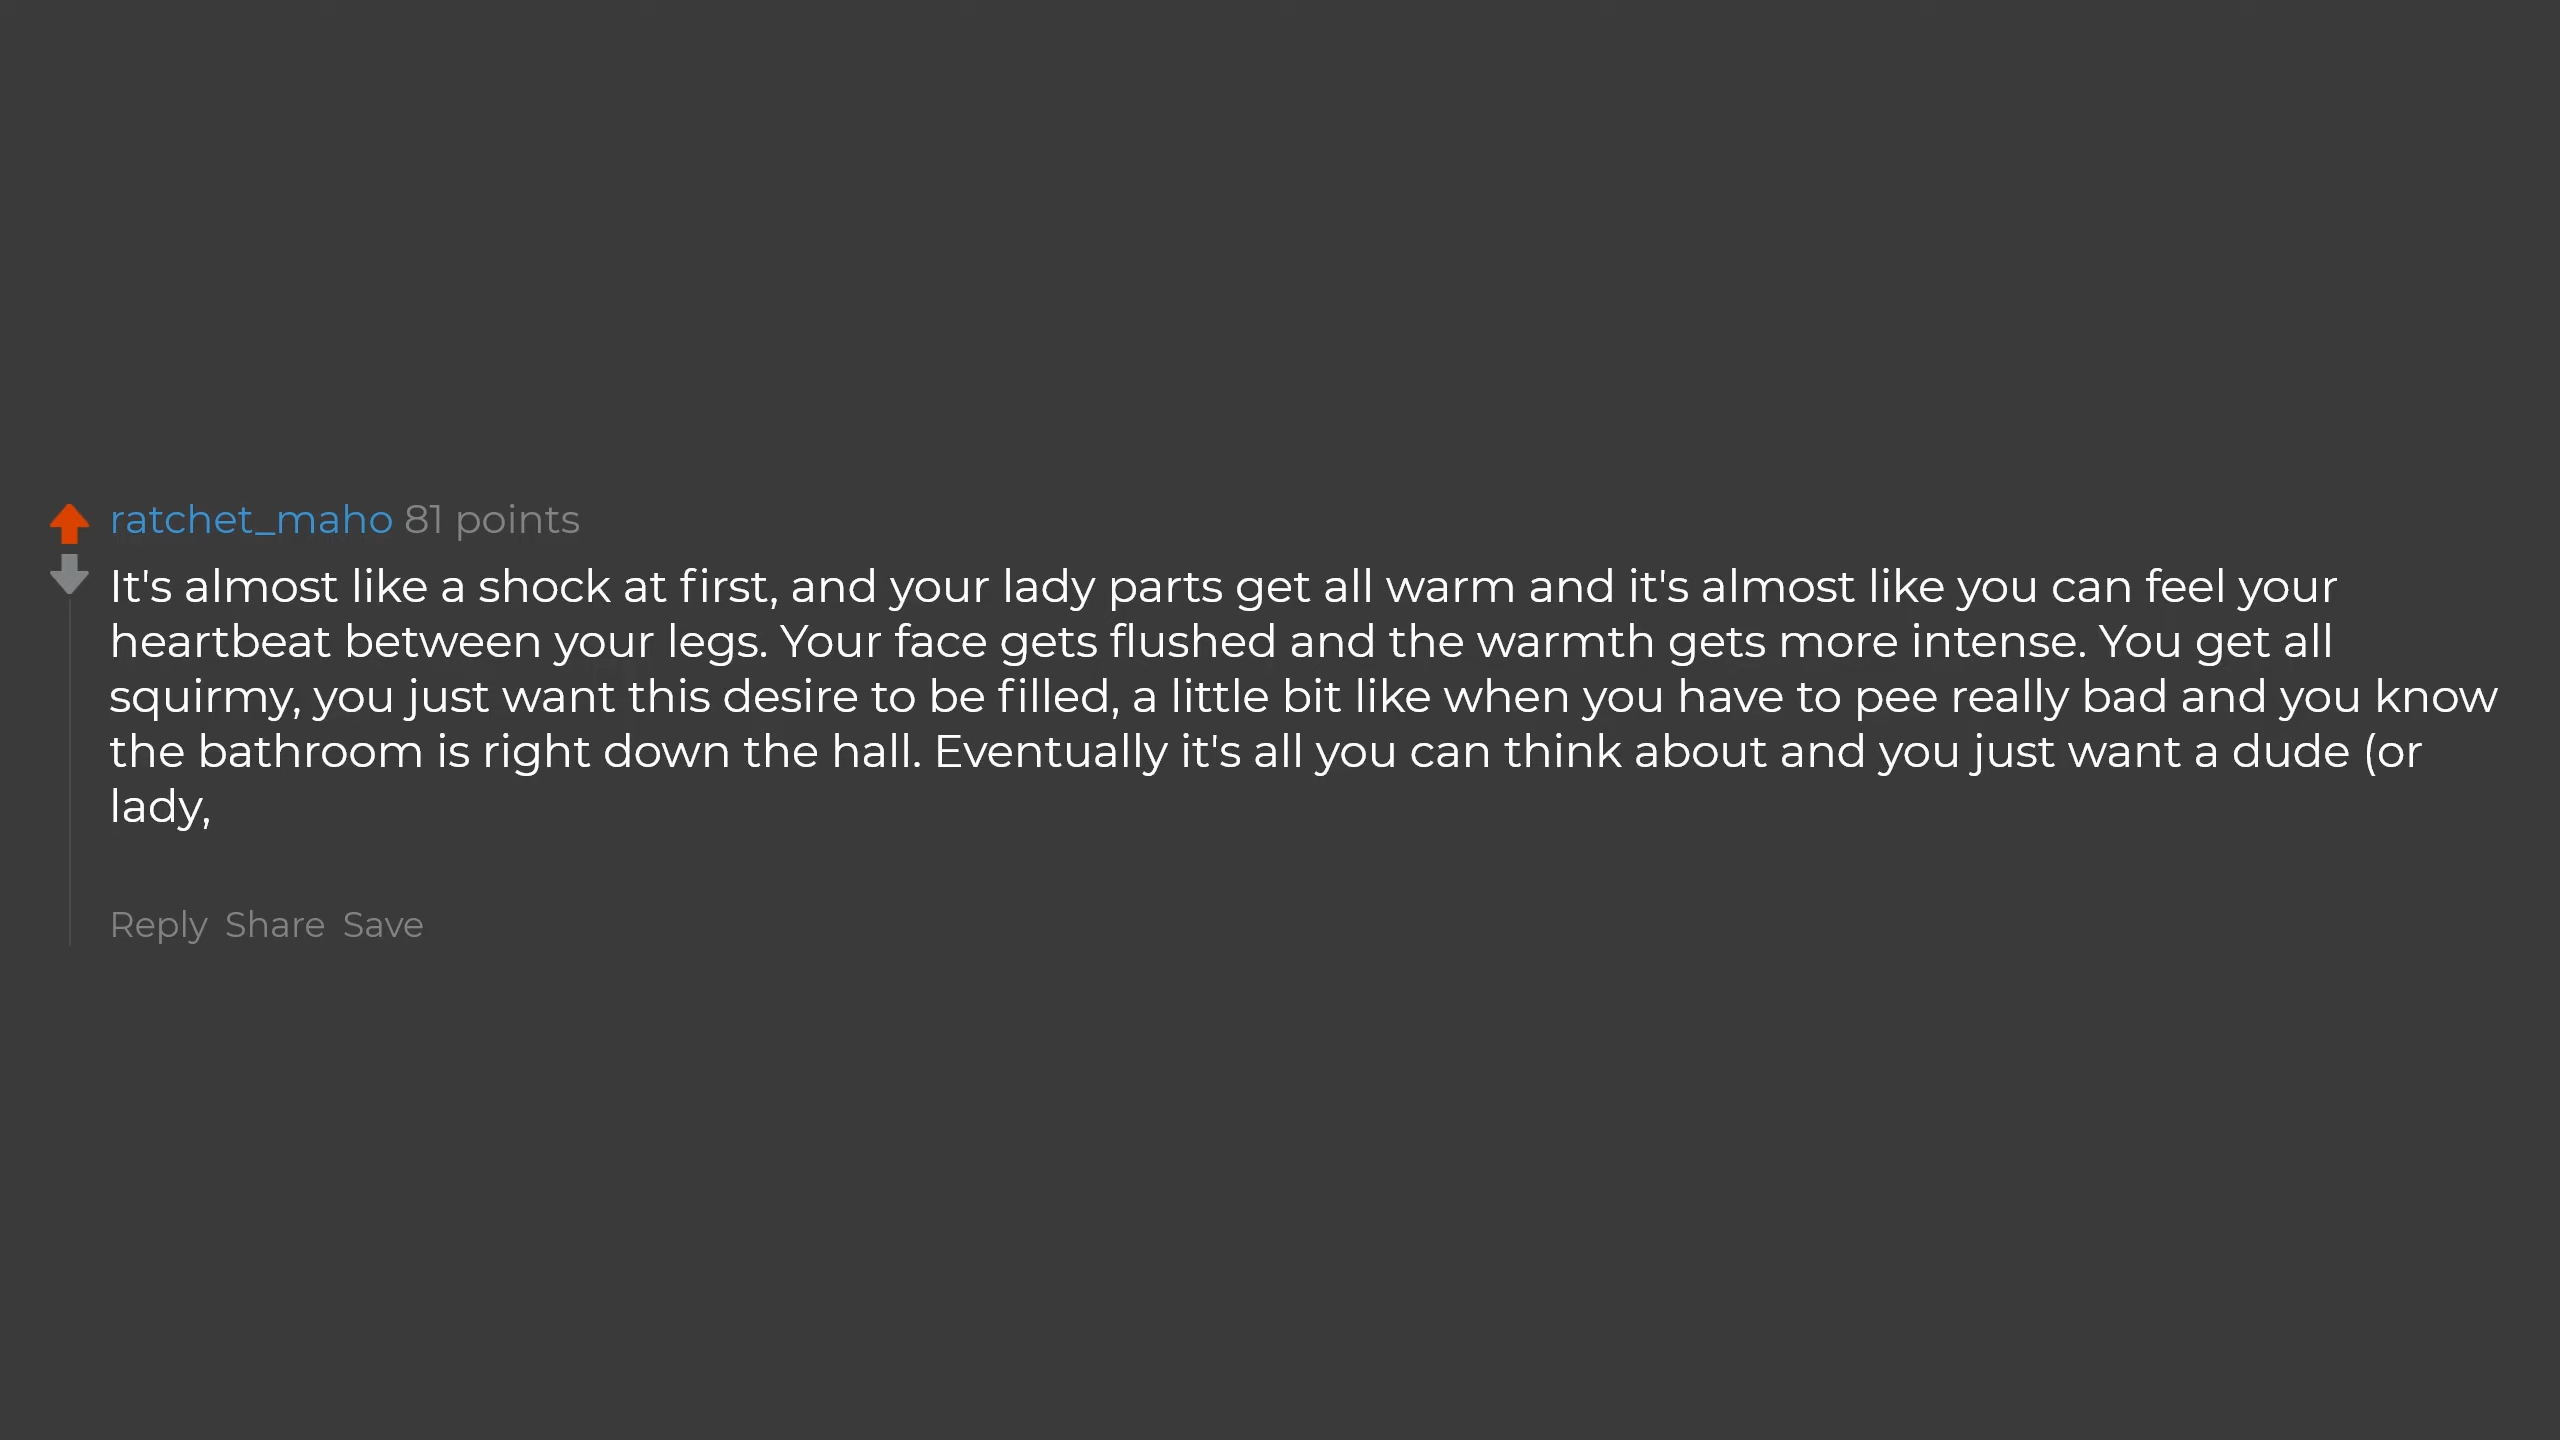 ratchet_maho 81 points
It's almost like a shock at first, and your lady parts get all warm and it's almost like you can feel your
heartbeat between your legs. Your face gets flushed and the warmth gets more intense. You get all
squirmy, you just want this desire to be filled, a little bit like when you have to pee really bad and you know
the bathroom is right down the hall. Eventually it's all you can think about and you just want a dude (or
lady,
Reply Share Save